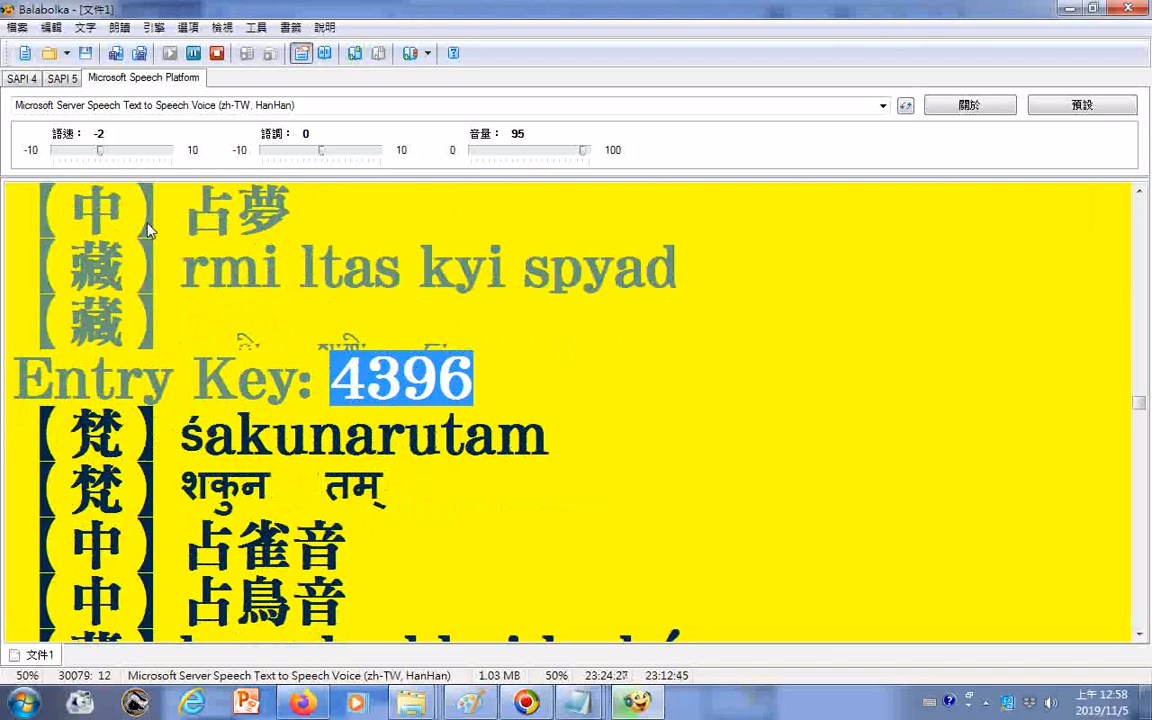 Balabolka - [文件1]
檔案 編輯 文字 朗讀 引擎 選項 檢視 工具 書籤 說明
SAPI 4 SAPI 5 Microsoft Speech Platform
Microsoft Server Speech Text to Speech Voice (zh-TW, HanHan) 關於 預設
語速： -2 語調： 0 音量： 95
-10 10 -10 10 0 100
【 中 】 占夢
【 藏 】 rmi ltas kyi spyad
【 藏 】
Entry Key: 4396
【 梵 】 śakunarutam
【 梵 】 शकुन तम्
【 中 】 占雀音
【 中 】 占鳥音
文件1
50% 30079: 12 Microsoft Server Speech Text to Speech Voice (zh-TW, HanHan) 1.03 MB 50% 23:24:27 23:12:45
上午 12:58
2019/11/5